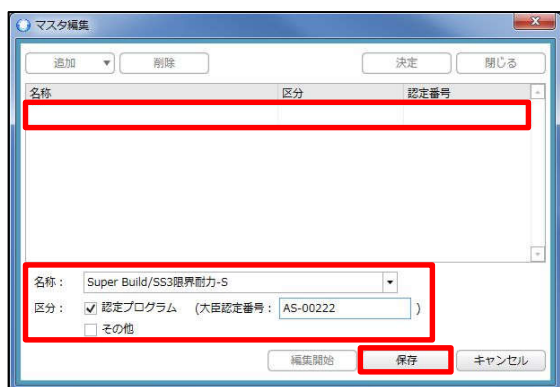 マスタ編集
追加 削除 決定 閉じる
名称 区分 認定番号
名称： Super Build/SS3限界耐力-S
区分： 認定プログラム (大臣認定番号： AS-00222 )
その他
編集開始 保存 キャンセル